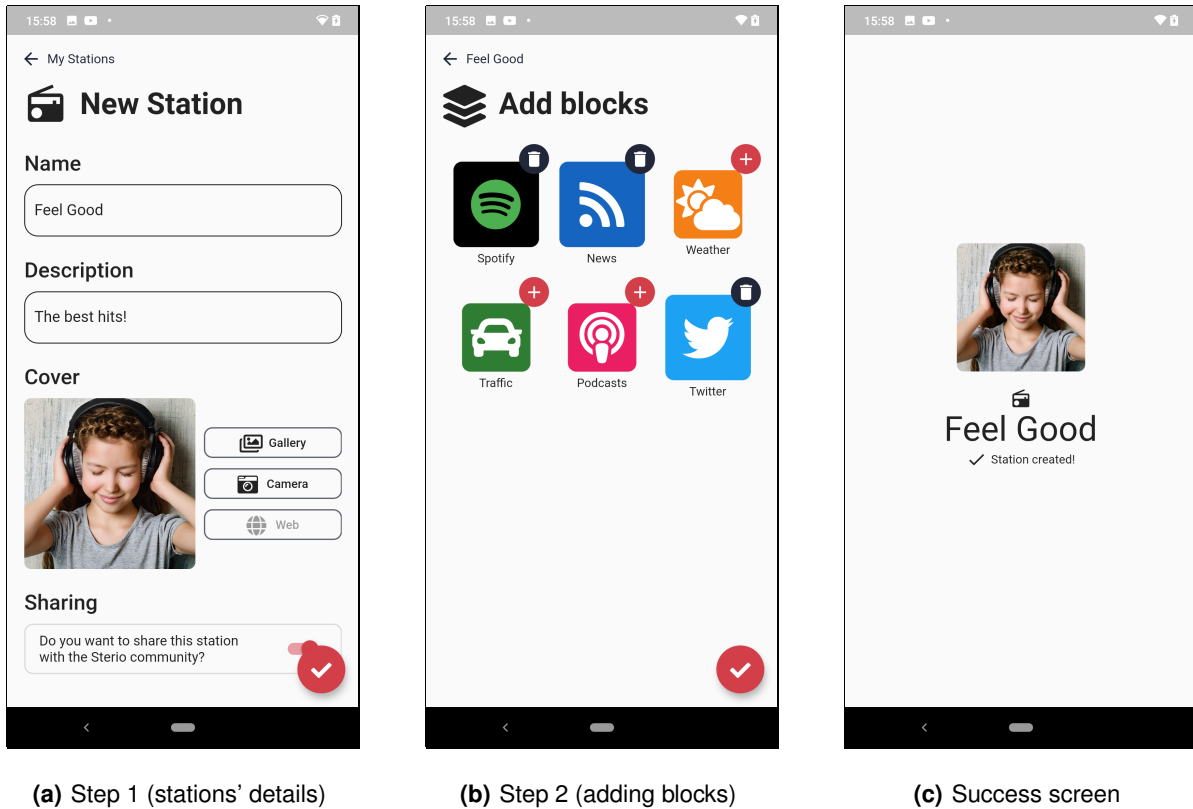 15:58
My Stations
New Station
Name
Feel Good
Description
The best hits!
Cover
Gallery
Camera
Web
Sharing
Do you want to share this station
with the Sterio community?
(a) Step 1 (stations' details)
15:58
Feel Good
Add blocks
Spotify
News
Weather
Traffic
Podcasts
Twitter
(b) Step 2 (adding blocks)
15:58
Feel Good
Station created!
(c) Success screen